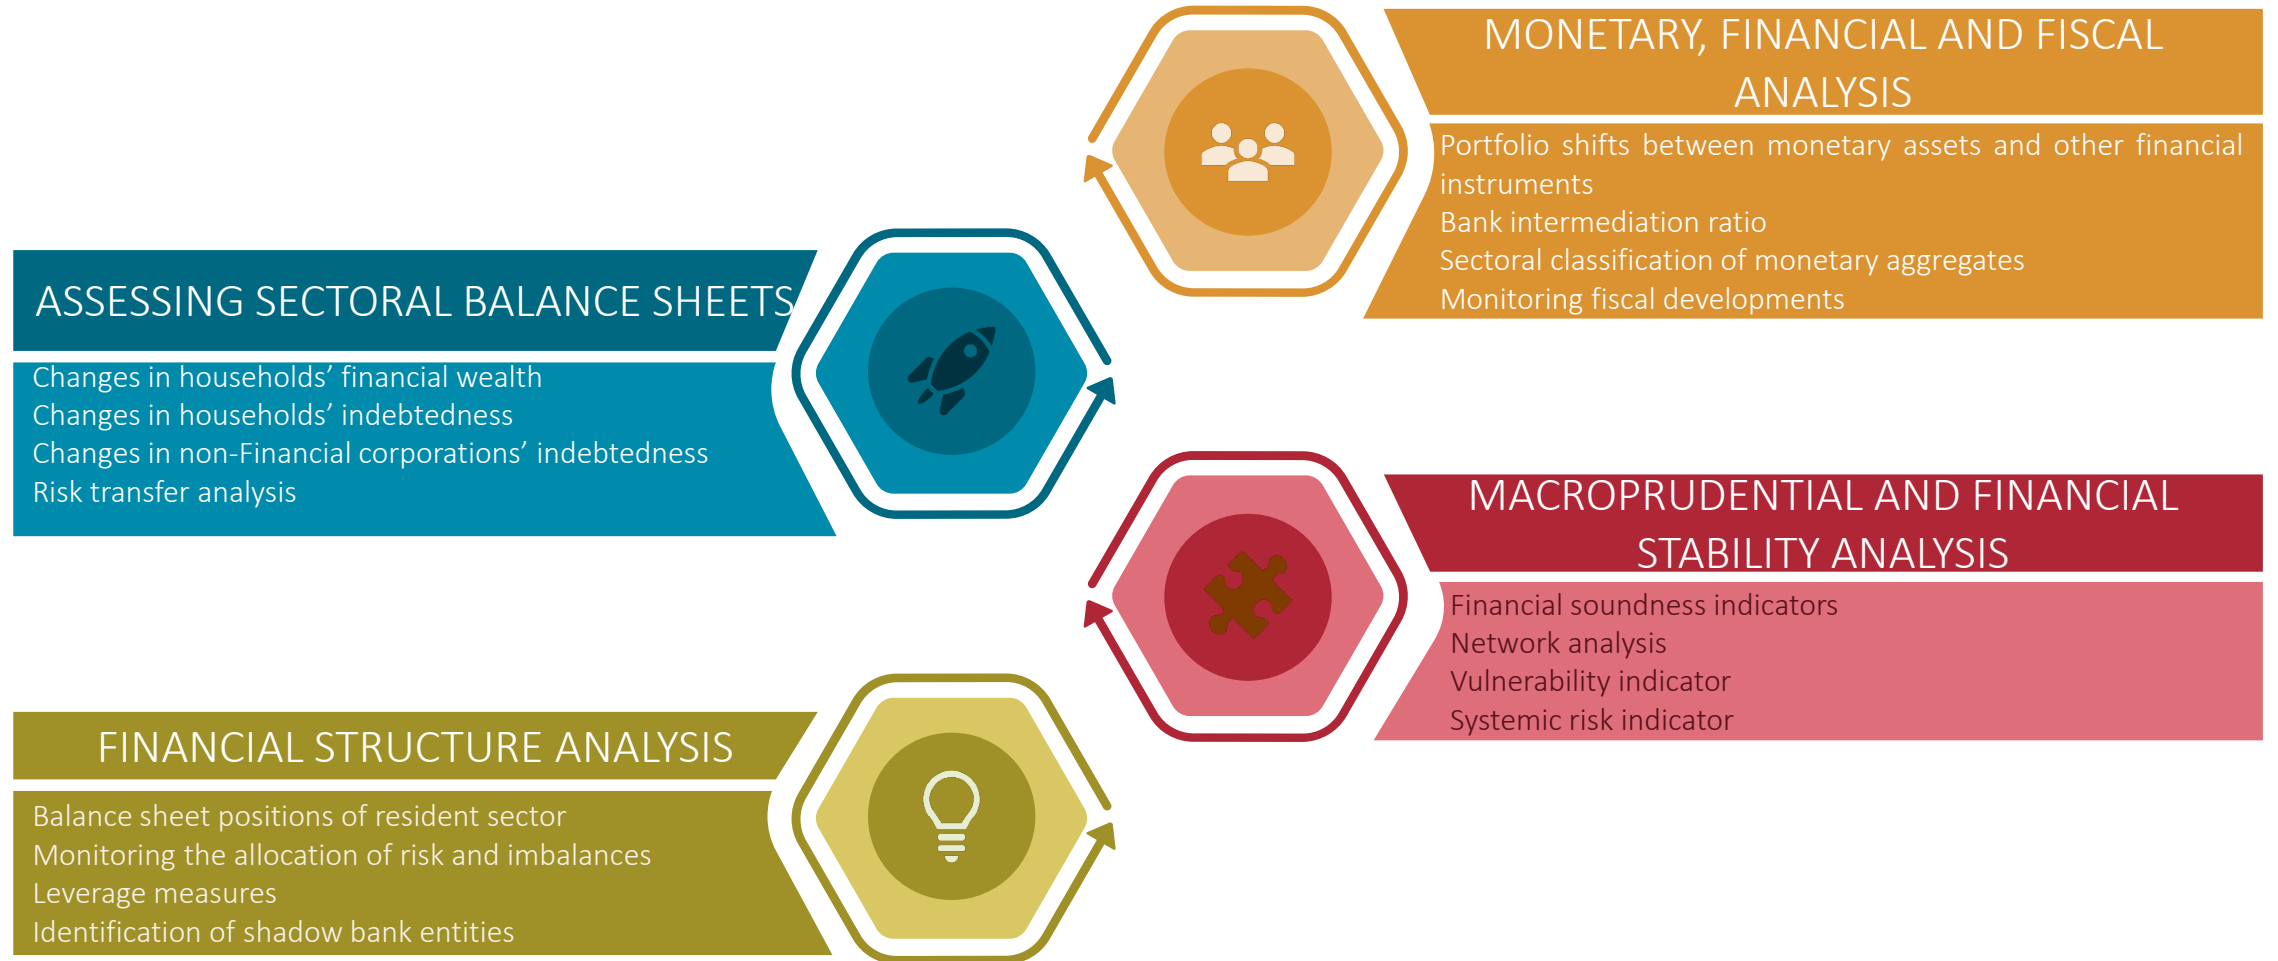 MONETARY, FINANCIAL AND FISCAL
ANALYSIS
Portfolio shifts between monetary assets and other financial
instruments
Bank intermediation ratio
Sectoral classification of monetary aggregates
Monitoring fiscal developments
ASSESSING SECTORAL BALANCE SHEETS
Changes in households’ financial wealth
Changes in households’ indebtedness
Changes in non-Financial corporations’ indebtedness
Risk transfer analysis
MACROPRUDENTIAL AND FINANCIAL
STABILITY ANALYSIS
Financial soundness indicators
Network analysis
Vulnerability indicator
Systemic risk indicator
FINANCIAL STRUCTURE ANALYSIS
Balance sheet positions of resident sector
Monitoring the allocation of risk and imbalances
Leverage measures
Identification of shadow bank entities